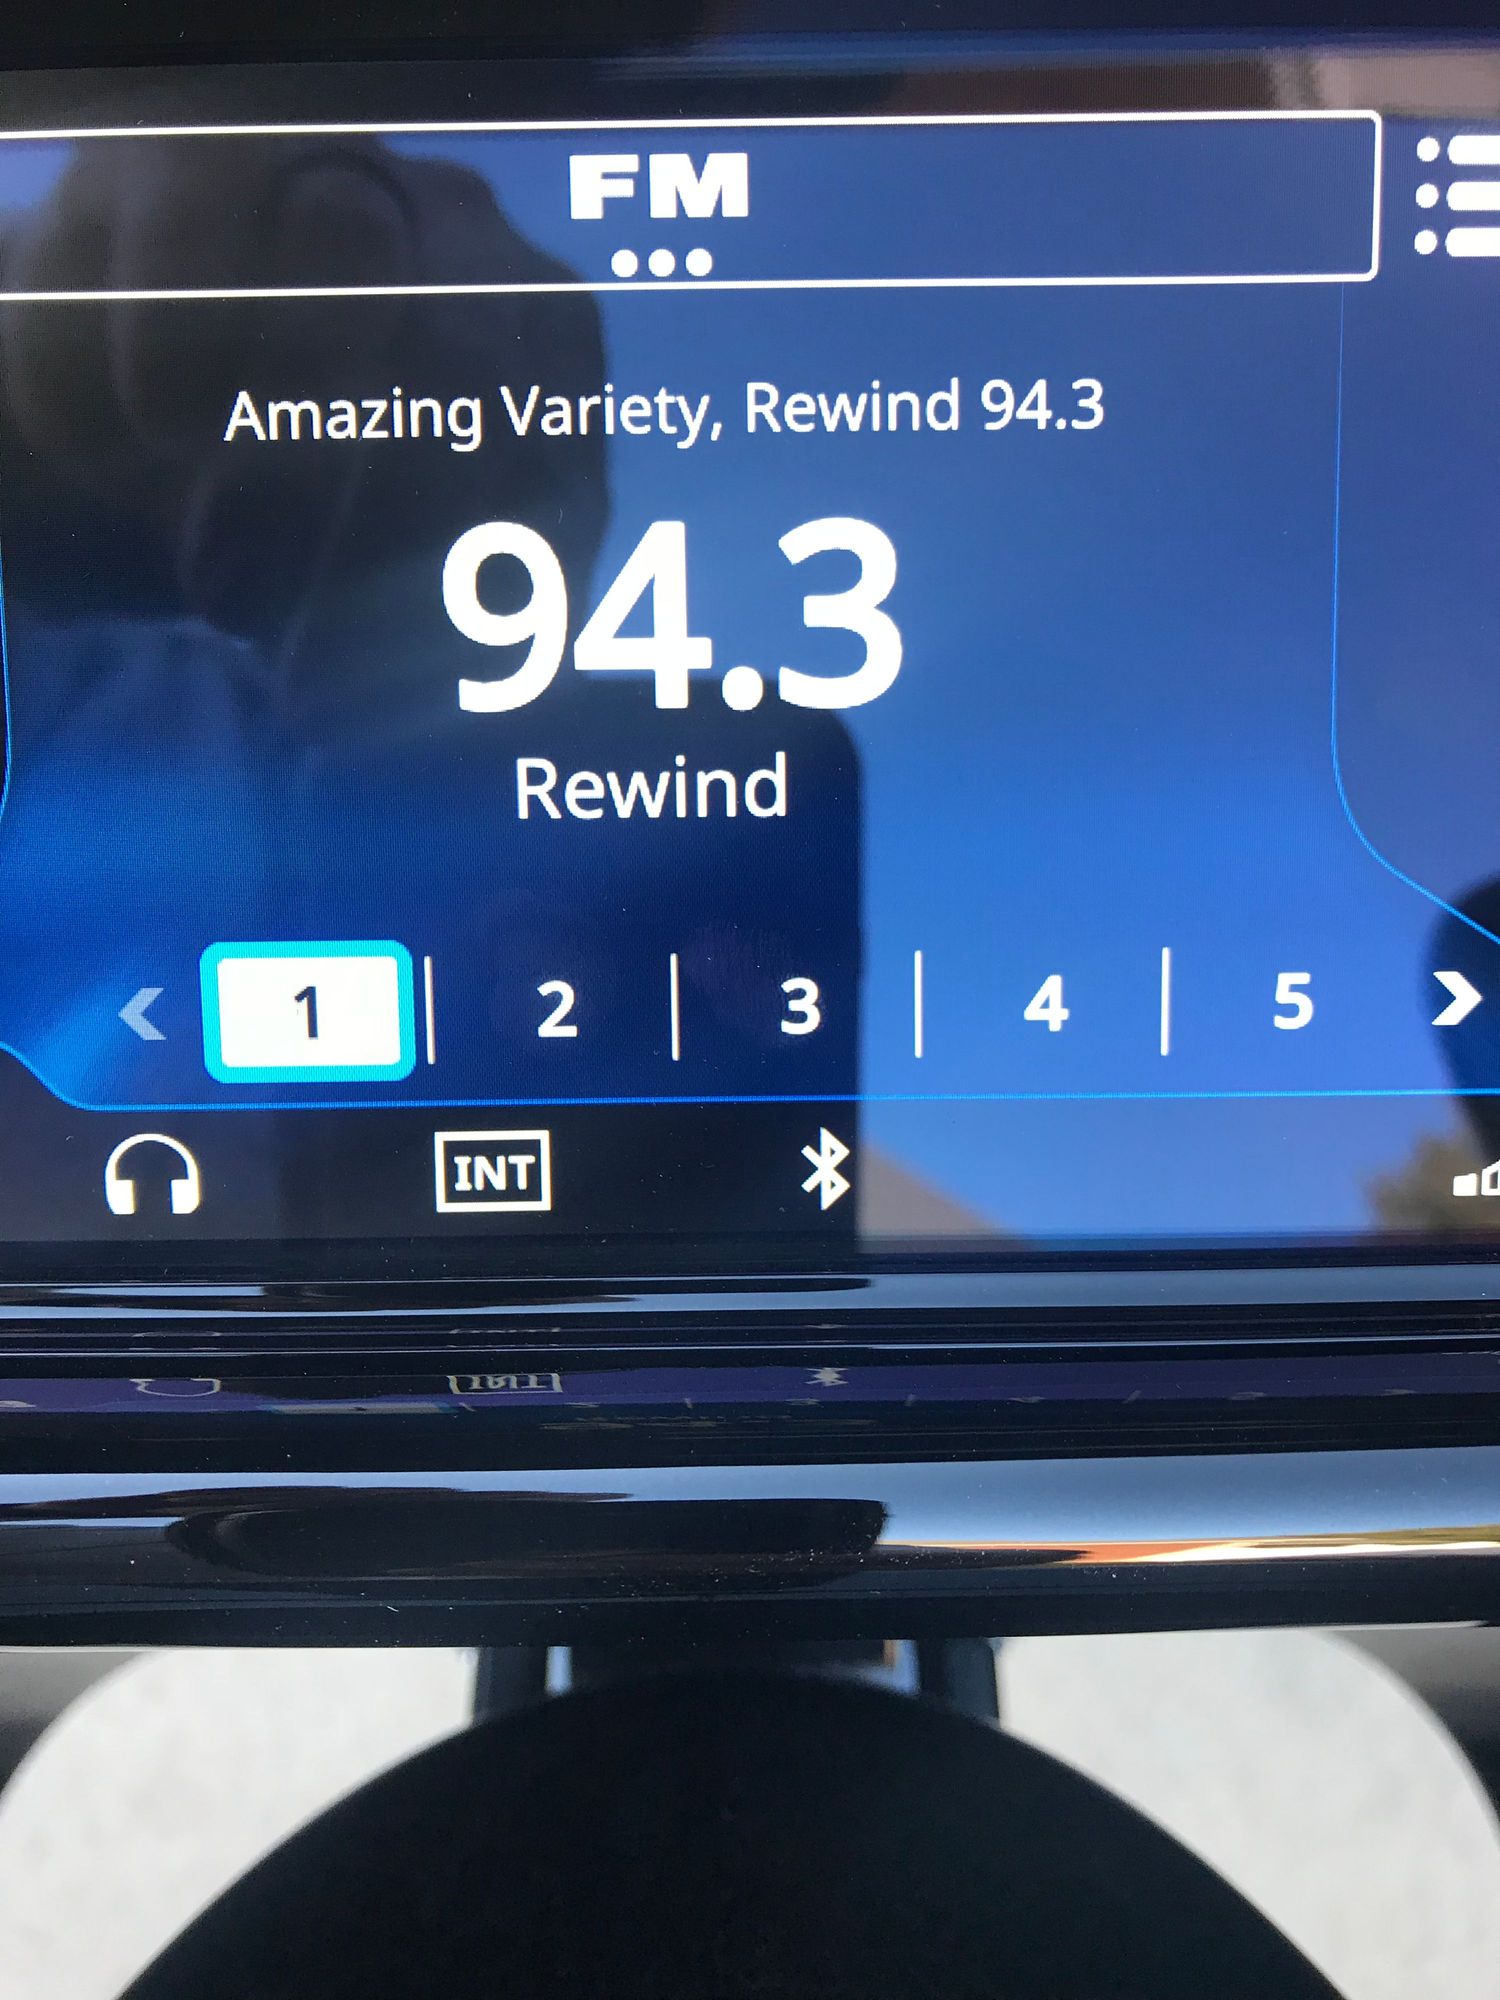 FM
Amazing Variety, Rewind 94.3
94.3
Rewind
1 2 3 4 5
INT